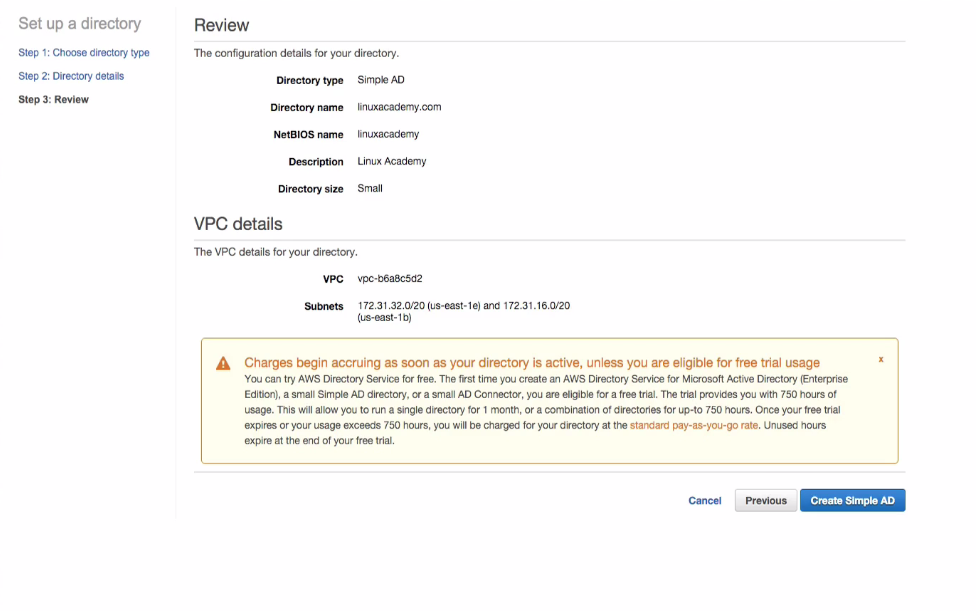 Set up a directory
Step 1: Choose directory type
Step 2: Directory details
Step 3: Review
Review
The configuration details for your directory.
Directory type Simple AD
Directory name linuxacademy.com
NetBIOS name linuxacademy
Description Linux Academy
Directory size Small
VPC details
The VPC details for your directory.
VPC vpc-b6a8c5d2
Subnets 172.31.32.0/20 (us-east-1e) and 172.31.16.0/20
(us-east-1b)
Charges begin accruing as soon as your directory is active, unless you are eligible for free trial usage x
You can try AWS Directory Service for free. The first time you create an AWS Directory Service for Microsoft Active Directory (Enterprise
Edition), a small Simple AD directory, or a small AD Connector, you are eligible for a free trial. The trial provides you with 750 hours of
usage. This will allow you to run a single directory for 1 month, or a combination of directories for up-to 750 hours. Once your free trial
expires or your usage exceeds 750 hours, you will be charged for your directory at the standard pay-as-you-go rate. Unused hours
expire at the end of your free trial.
Cancel Previous Create Simple AD